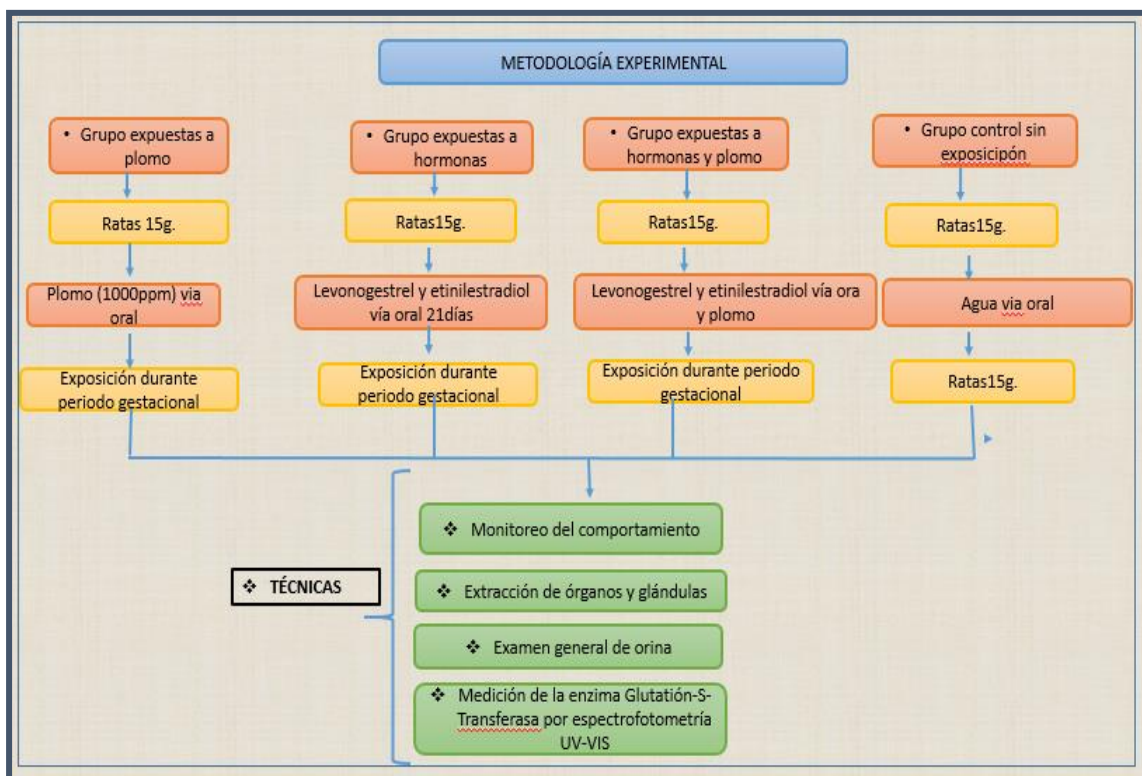 METODOLOGÍA EXPERIMENTAL
• Grupo expuestas a
plomo
• Grupo expuestas a
hormonas
• Grupo expuestas a
hormonas y plomo
• Grupo control sin
exposicipón
Ratas 15g.
Ratas15g.
Ratas15g.
Ratas15g.
Plomo (1000ppm) via
oral
Levonogestrel y etinilestradiol
vía oral 21días
Levonogestrel y etinilestradiol vía ora
y plomo
Agua via oral
Exposición durante
periodo gestacional
Exposición durante
periodo gestacional
Exposición durante periodo
gestacional
Ratas15g.
❖ TÉCNICAS
❖ Monitoreo del comportamiento
❖ Extracción de órganos y glándulas
❖ Examen general de orina
❖ Medición de la enzima Glutatión-S-
Transferasa por espectrofotometría
UV-VIS